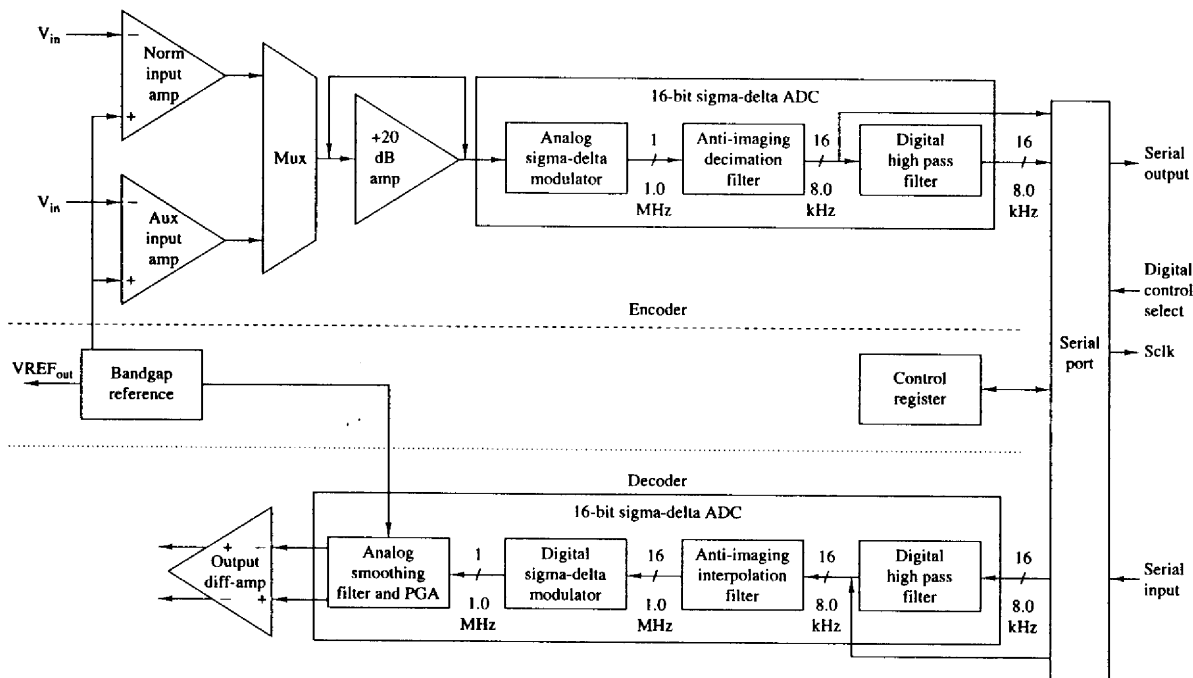 V_in
Norm
input
amp
−
+
V_in
Aux
input
amp
−
+
Mux
+20
dB
amp
16-bit sigma-delta ADC
Analog
sigma-delta
modulator
1
1.0
MHz
Anti-imaging
decimation
filter
16
8.0
kHz
Digital
high pass
filter
16
8.0
kHz
Serial
output
Digital
control
select
Encoder
Serial
port
Sclk
VREF_out
Bandgap
reference
Control
register
Decoder
16-bit sigma-delta ADC
+ −
Output
diff-amp
− +
Analog
smoothing
filter and PGA
1
1.0
MHz
Digital
sigma-delta
modulator
16
1.0
MHz
Anti-imaging
interpolation
filter
16
8.0
kHz
Digital
high pass
filter
16
8.0
kHz
Serial
input